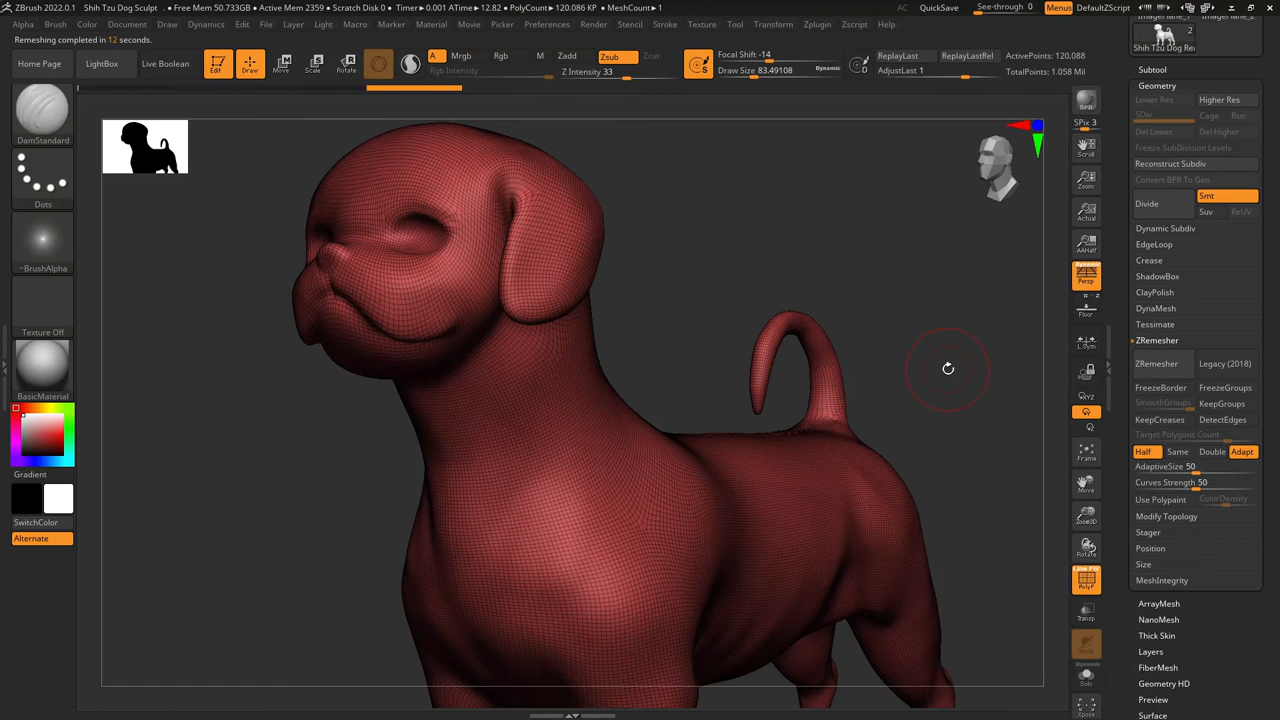 ZBrush 2022.0.1 Shih Tzu Dog Sculpt . • Free Mem 50.733GB • Active Mem 2359 • Scratch Disk 0 • Timer▸0.001 ATime▸12.82 • PolyCount▸120.086 KP • MeshCount▸1 AC QuickSave See-through 0 Menus DefaultZScript
Alpha Brush Color Document Draw Dynamics Edit File Layer Light Macro Marker Material Movie Picker Preferences Render Stencil Stroke Texture Tool Transform Zplugin Zscript Help
Remeshing completed in 12 seconds.
Home Page LightBox Live Boolean Edit Draw Move Scale Rotate
A Mrgb Rgb M Zadd Zsub Zcut
Rgb Intensity Z Intensity 33
Focal Shift -14
Draw Size 83.49108 Dynamic
ReplayLast ReplayLastRel
AdjustLast 1
ActivePoints: 120,088
TotalPoints: 1.058 Mil
DamStandard
Dots
~BrushAlpha
Texture Off
BasicMaterial
Gradient
SwitchColor
Alternate
BPR
SPix 3
Scroll
Zoom
Actual
AAHalf
Dynamic
Persp
Floor
L.Sym
XYZ
Y
Frame
Move
Zoom3D
Rotate
Line Fill
PolyF
Transp
Dynamic
Solo
Xpose
2
Shih Tzu Dog Re
Subtool
Geometry
Lower Res Higher Res
SDiv Cage Rstr
Del Lower Del Higher
Freeze SubDivision Levels
Reconstruct Subdiv
Convert BPR To Geo
Divide Smt
Suv ReUV
Dynamic Subdiv
EdgeLoop
Crease
ShadowBox
ClayPolish
DynaMesh
Tessimate
ZRemesher
ZRemesher Legacy (2018)
FreezeBorder FreezeGroups
SmoothGroups KeepGroups
KeepCreases DetectEdges
Target Polygons Count
Half Same Double Adapt
AdaptiveSize 50
Curves Strength 50
Use Polypaint ColorDensity
Modify Topology
Stager
Position
Size
MeshIntegrity
ArrayMesh
NanoMesh
Thick Skin
Layers
FiberMesh
Geometry HD
Preview
Surface